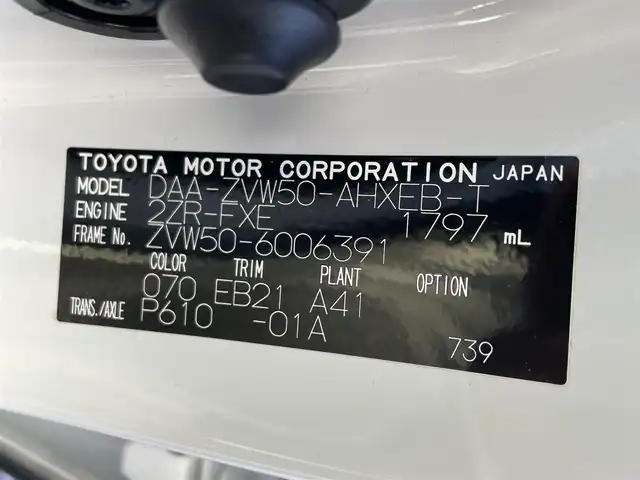 TOYOTA MOTOR CORPORATION JAPAN
MODEL DAA-ZVW50-AHXEB-T
ENGINE 2ZR-FXE 1797 mL
FRAME No. ZVW50-6006391
COLOR TRIM PLANT OPTION
070 EB21 A41
TRANS./AXLE P610 -01A
739